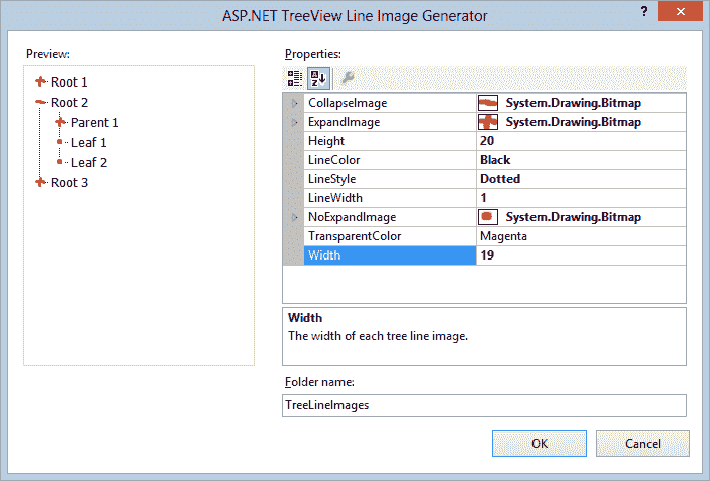 ASP.NET TreeView Line Image Generator
?
Preview:
Root 1
Root 2
Parent 1
Leaf 1
Leaf 2
Root 3
Properties:
CollapseImage System.Drawing.Bitmap
ExpandImage System.Drawing.Bitmap
Height 20
LineColor Black
LineStyle Dotted
LineWidth 1
NoExpandImage System.Drawing.Bitmap
TransparentColor Magenta
Width 19
Width
The width of each tree line image.
Folder name:
TreeLineImages
OK Cancel